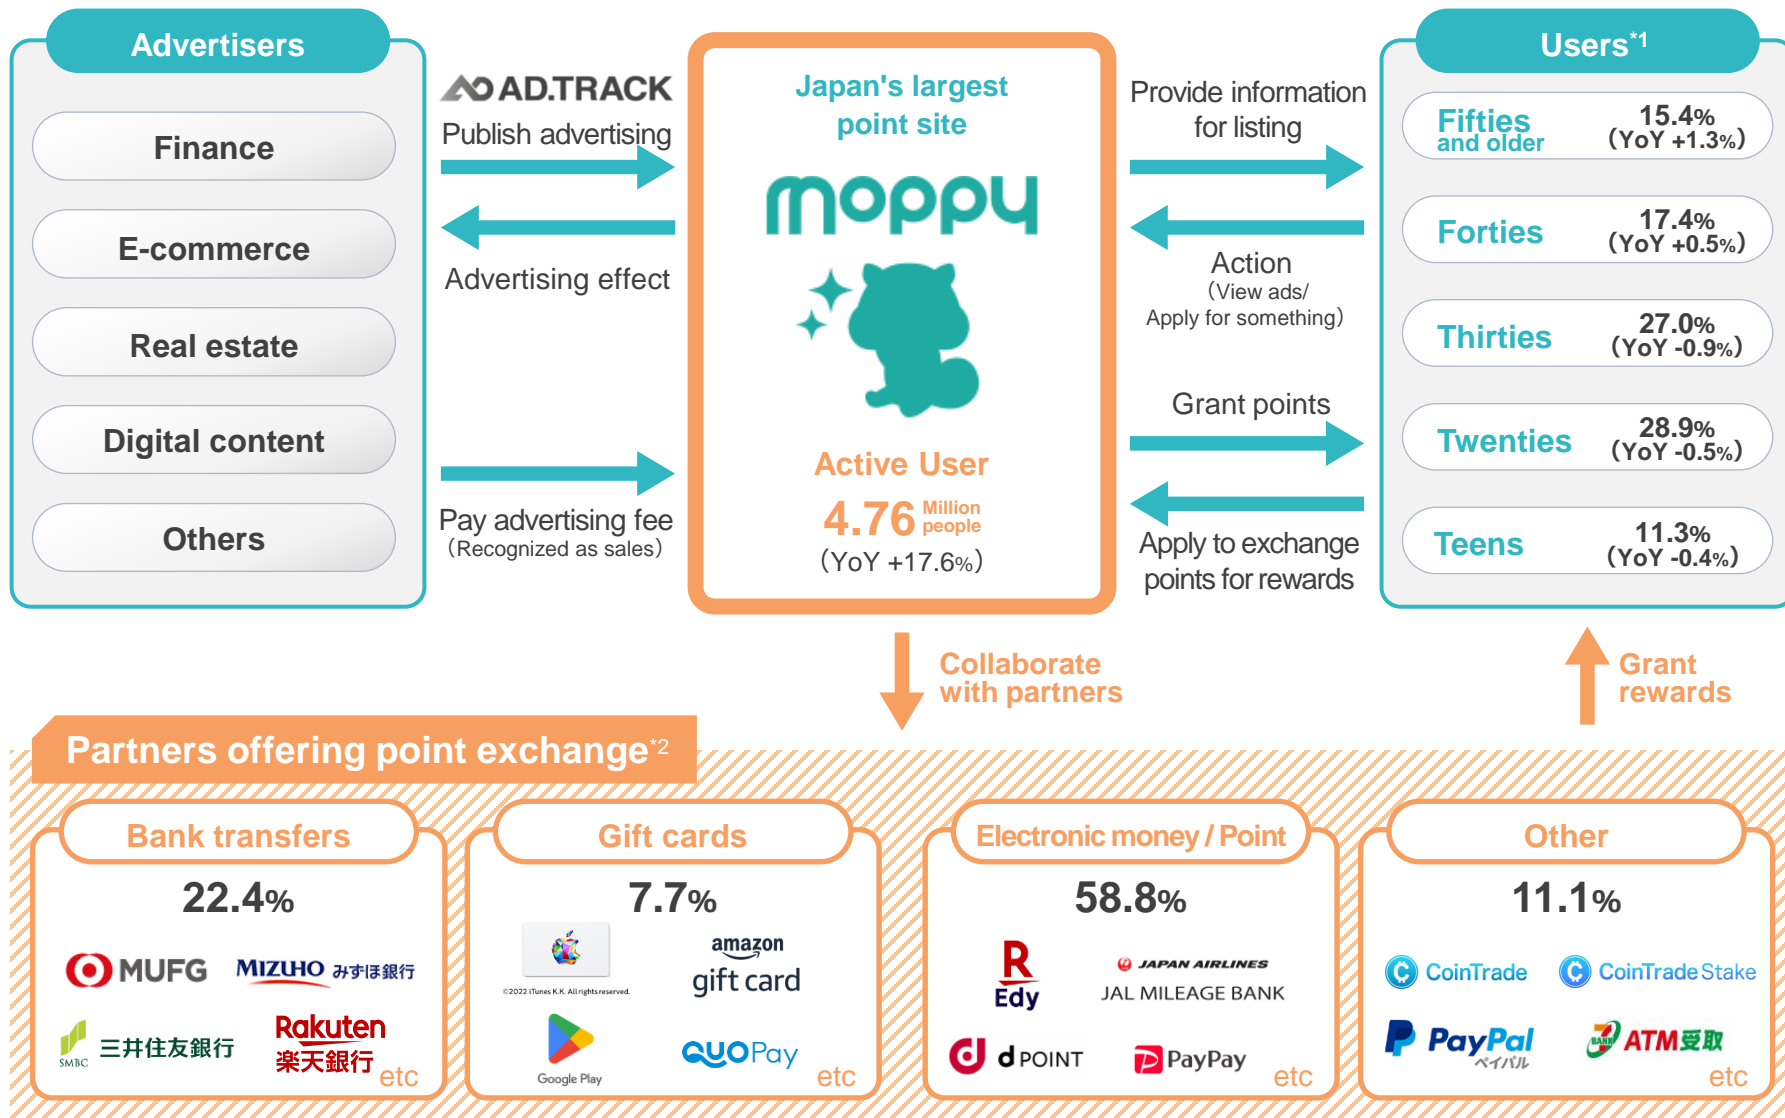 Advertisers
Finance
E-commerce
Real estate
Digital content
Others
AD.TRACK
Publish advertising
Advertising effect
Pay advertising fee
(Recognized as sales)
Japan's largest
point site
moppy
Active User
4.76 Million
people
(YoY +17.6%)
Provide information
for listing
Action
(View ads/
Apply for something)
Grant points
Apply to exchange
points for rewards
Users*1
Fifties
and older
15.4%
(YoY +1.3%)
Forties
17.4%
(YoY +0.5%)
Thirties
27.0%
(YoY -0.9%)
Twenties
28.9%
(YoY -0.5%)
Teens
11.3%
(YoY -0.4%)
Collaborate
with partners
Grant
rewards
Partners offering point exchange*2
Bank transfers
22.4%
MUFG
MIZUHO みずほ銀行
SMBC 三井住友銀行
Rakuten
楽天銀行
etc
Gift cards
7.7%
©2022 iTunes K.K. All rights reserved.
amazon
gift card
Google Play
QUOPay
etc
Electronic money / Point
58.8%
R
Edy
JAPAN AIRLINES
JAL MILEAGE BANK
d d POINT
P PayPay
etc
Other
11.1%
CoinTrade
CoinTrade Stake
PayPal
ペイパル
BANK ATM受取
etc